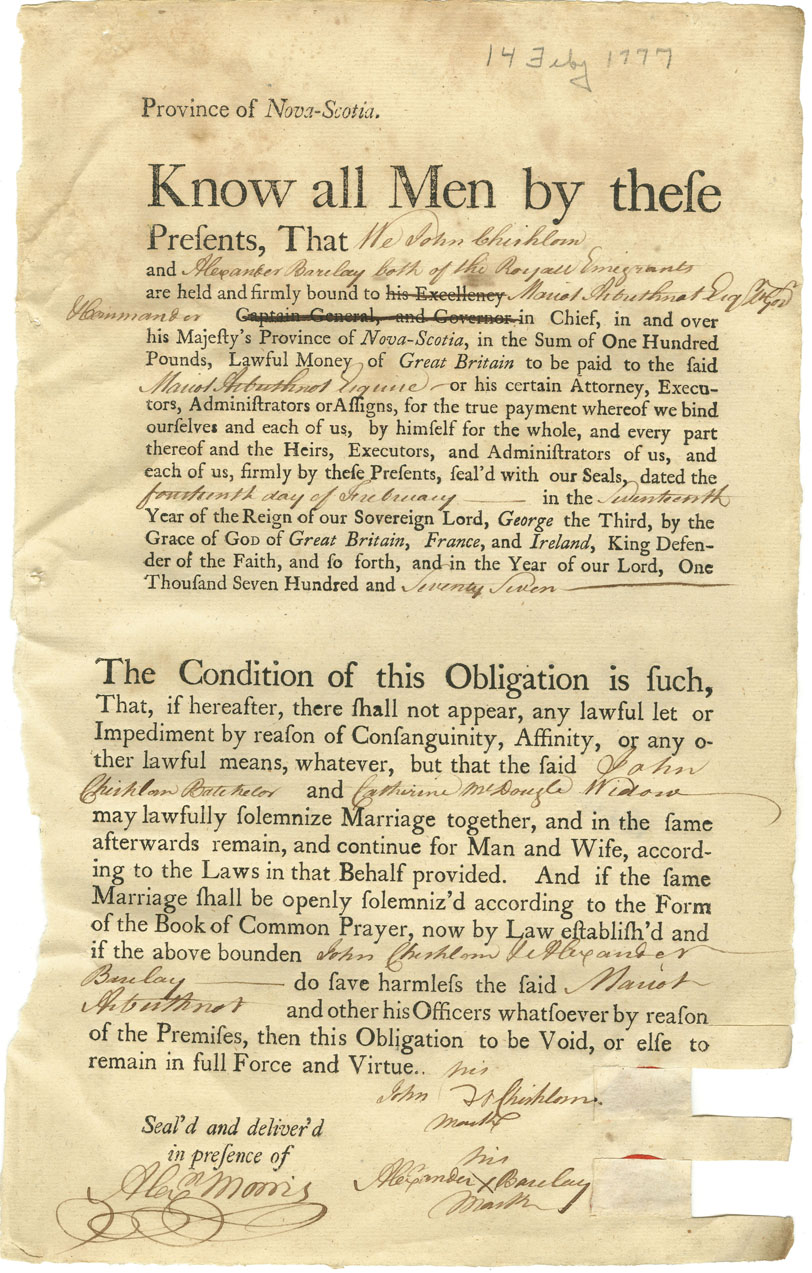 14 Feby 1777
Province of Nova-Scotia.
Know all Men by theſe
Preſents, That We John Chishlom
and Alexander Barclay both of the Royall Emigrants
are held and firmly bound to his Excellency Mariot Arbuthnot Esq Lt Govr
& Commander Captain General, and Governor in Chief, in and over
his Majeſty's Province of Nova-Scotia, in the Sum of One Hundred
Pounds, Lawful Money of Great Britain to be paid to the said
Mariot Arbuthnot Esquire or his certain Attorney, Execu-
tors, Adminiſtrators or Aſſigns, for the true payment whereof we bind
ourſelves and each of us, by himſelf for the whole, and every part
thereof and the Heirs, Executors, and Adminiſtrators of us, and
each of us, firmly by theſe Preſents, ſeal'd with our Seals, dated the
fourteenth day of Frebruary in the Seventeenth
Year of the Reign of our Sovereign Lord, George the Third, by the
Grace of God of Great Britain, France, and Ireland, King Defen-
der of the Faith, and ſo forth, and in the Year of our Lord, One
Thouſand Seven Hundred and Seventy Seven
The Condition of this Obligation is ſuch,
That, if hereafter, there ſhall not appear, any lawful let or
Impediment by reaſon of Conſanguinity, Affinity, or any o-
ther lawful means, whatever, but that the ſaid John
Chishlom Batchelor and Catherine McDougle Widow
may lawfully ſolemnize Marriage together, and in the ſame
afterwards remain, and continue for Man and Wife, accord-
ing to the Laws in that Behalf provided. And if the ſame
Marriage ſhall be openly ſolemniz'd according to the Form
of the Book of Common Prayer, now by Law eſtabliſh'd and
if the above bounden John Chishlom & Alexander
Barclay do ſave harmleſs the ſaid Mariot
Arbuthnot and other his Officers whatſoever by reaſon
of the Premiſes, then this Obligation to be Void, or elſe to
remain in full Force and Virtue..
his
John Chishlom
mark
Seal'd and deliver'd
in preſence of
Alexr Morris
his
Alexander X Barclay
Mark